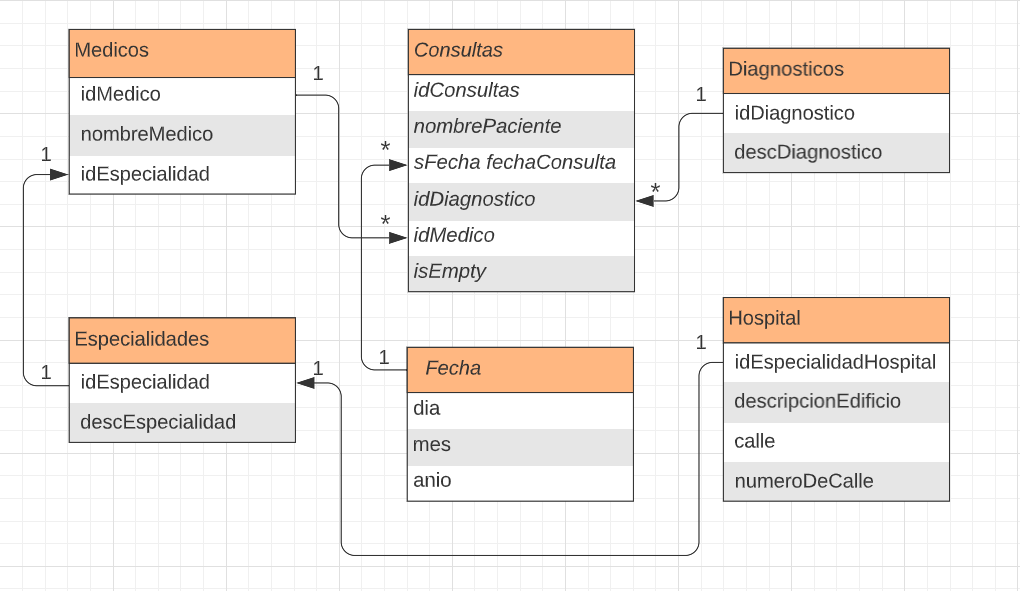 Medicos
idMedico
nombreMedico
idEspecialidad
1
1
Consultas
idConsultas
nombrePaciente
sFecha fechaConsulta
idDiagnostico
idMedico
isEmpty
*
*
*
Diagnosticos
idDiagnostico
descDiagnostico
1
Especialidades
idEspecialidad
descEspecialidad
1
1
Fecha
dia
mes
anio
1
Hospital
idEspecialidadHospital
descripcionEdificio
calle
numeroDeCalle
1